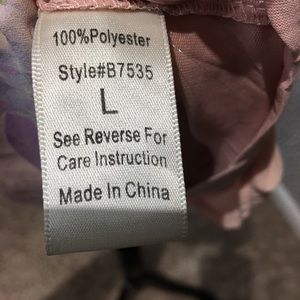 100%Polyester
Style#B7535
L
See Reverse For
Care Instruction
Made In China